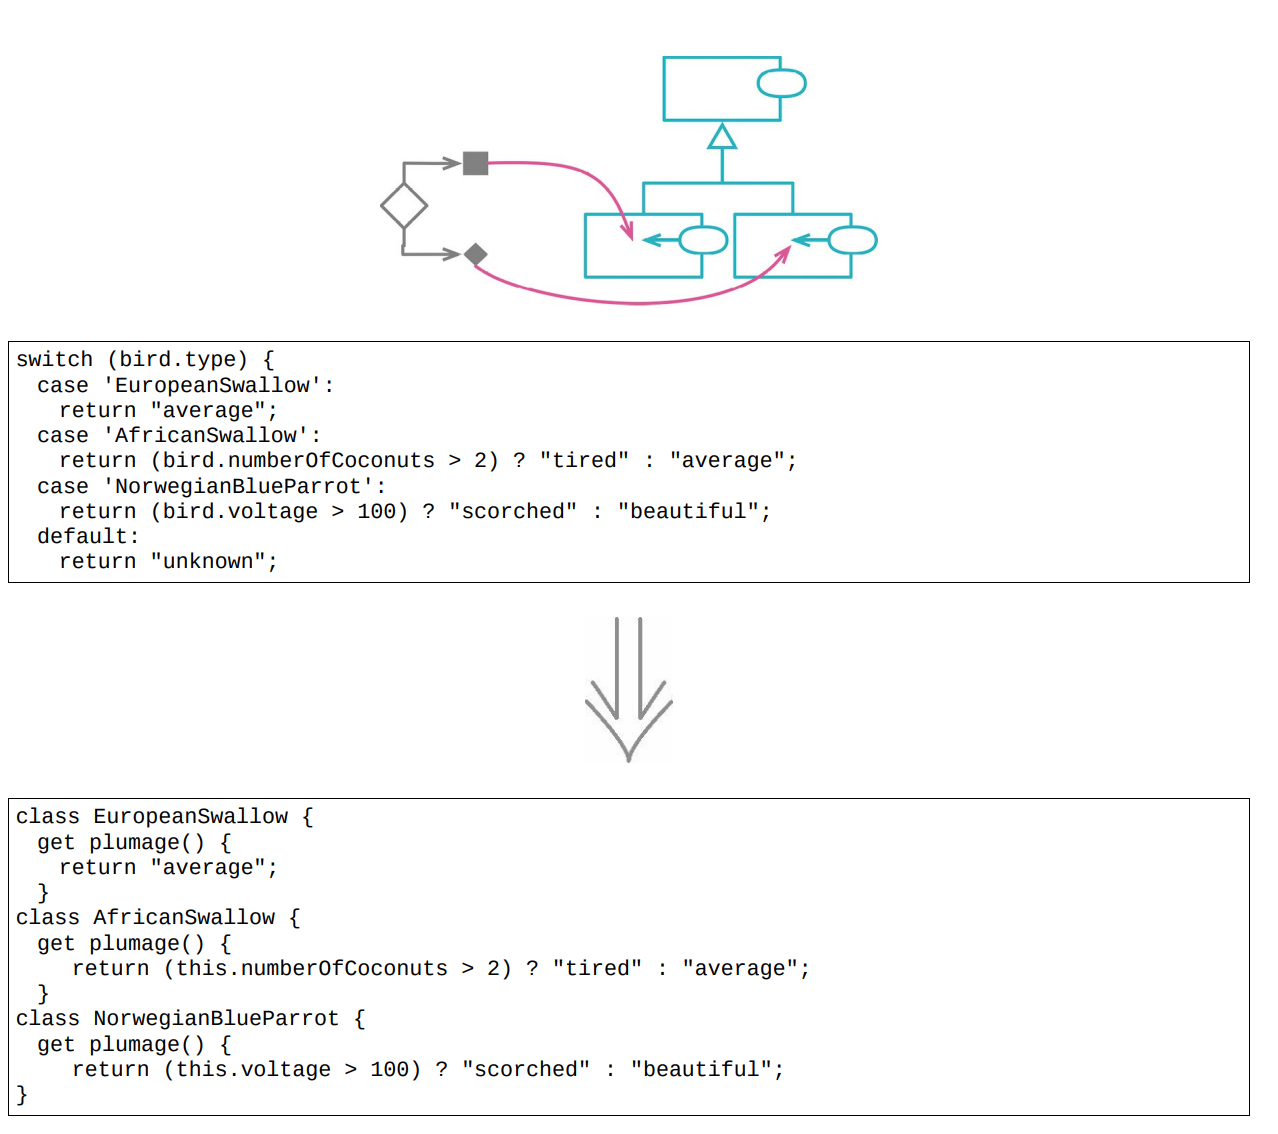 switch (bird.type) {
case 'EuropeanSwallow':
return "average";
case 'AfricanSwallow':
return (bird.numberOfCoconuts > 2) ? "tired" : "average";
case 'NorwegianBlueParrot':
return (bird.voltage > 100) ? "scorched" : "beautiful";
default:
return "unknown";
class EuropeanSwallow {
get plumage() {
return "average";
}
class AfricanSwallow {
get plumage() {
return (this.numberOfCoconuts > 2) ? "tired" : "average";
}
class NorwegianBlueParrot {
get plumage() {
return (this.voltage > 100) ? "scorched" : "beautiful";
}